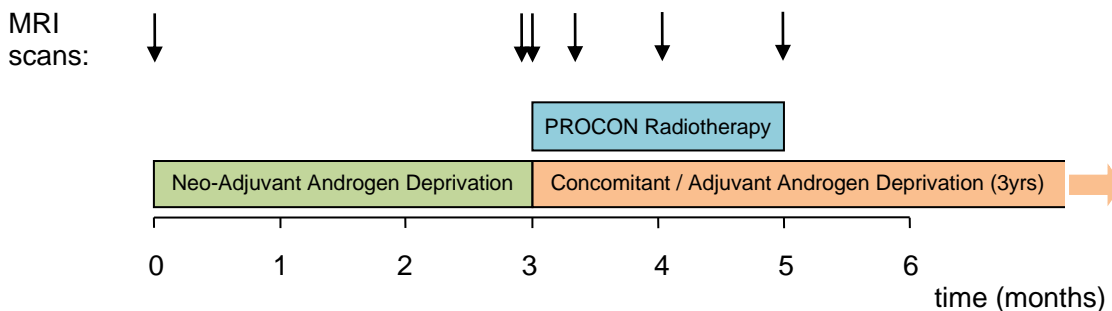 MRI
scans:
PROCON Radiotherapy
Neo-Adjuvant Androgen Deprivation
Concomitant / Adjuvant Androgen Deprivation (3yrs)
0 1 2 3 4 5 6
time (months)